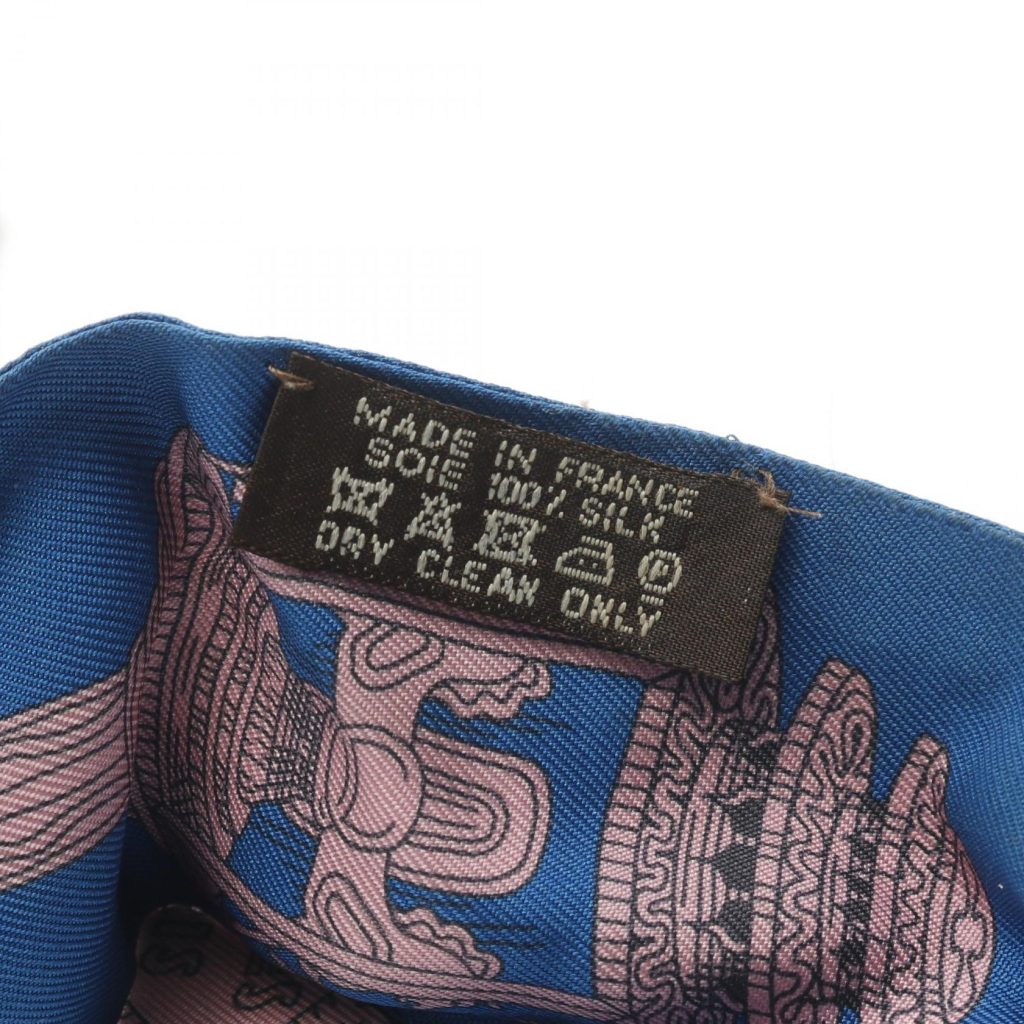 MADE IN FRANCE
SOIE 100% SILK
DRY CLEAN ONLY